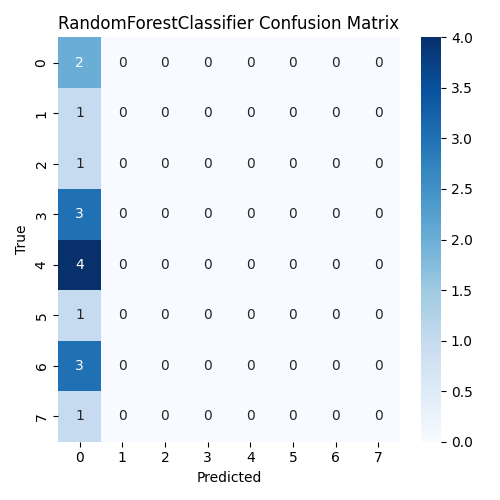 RandomForestClassifier Confusion Matrix
0 2 0 0 0 0 0 0 0
1 1 0 0 0 0 0 0 0
2 1 0 0 0 0 0 0 0
3 3 0 0 0 0 0 0 0
4 4 0 0 0 0 0 0 0
5 1 0 0 0 0 0 0 0
6 3 0 0 0 0 0 0 0
7 1 0 0 0 0 0 0 0
0 1 2 3 4 5 6 7
Predicted
True
4.0
3.5
3.0
2.5
2.0
1.5
1.0
0.5
0.0